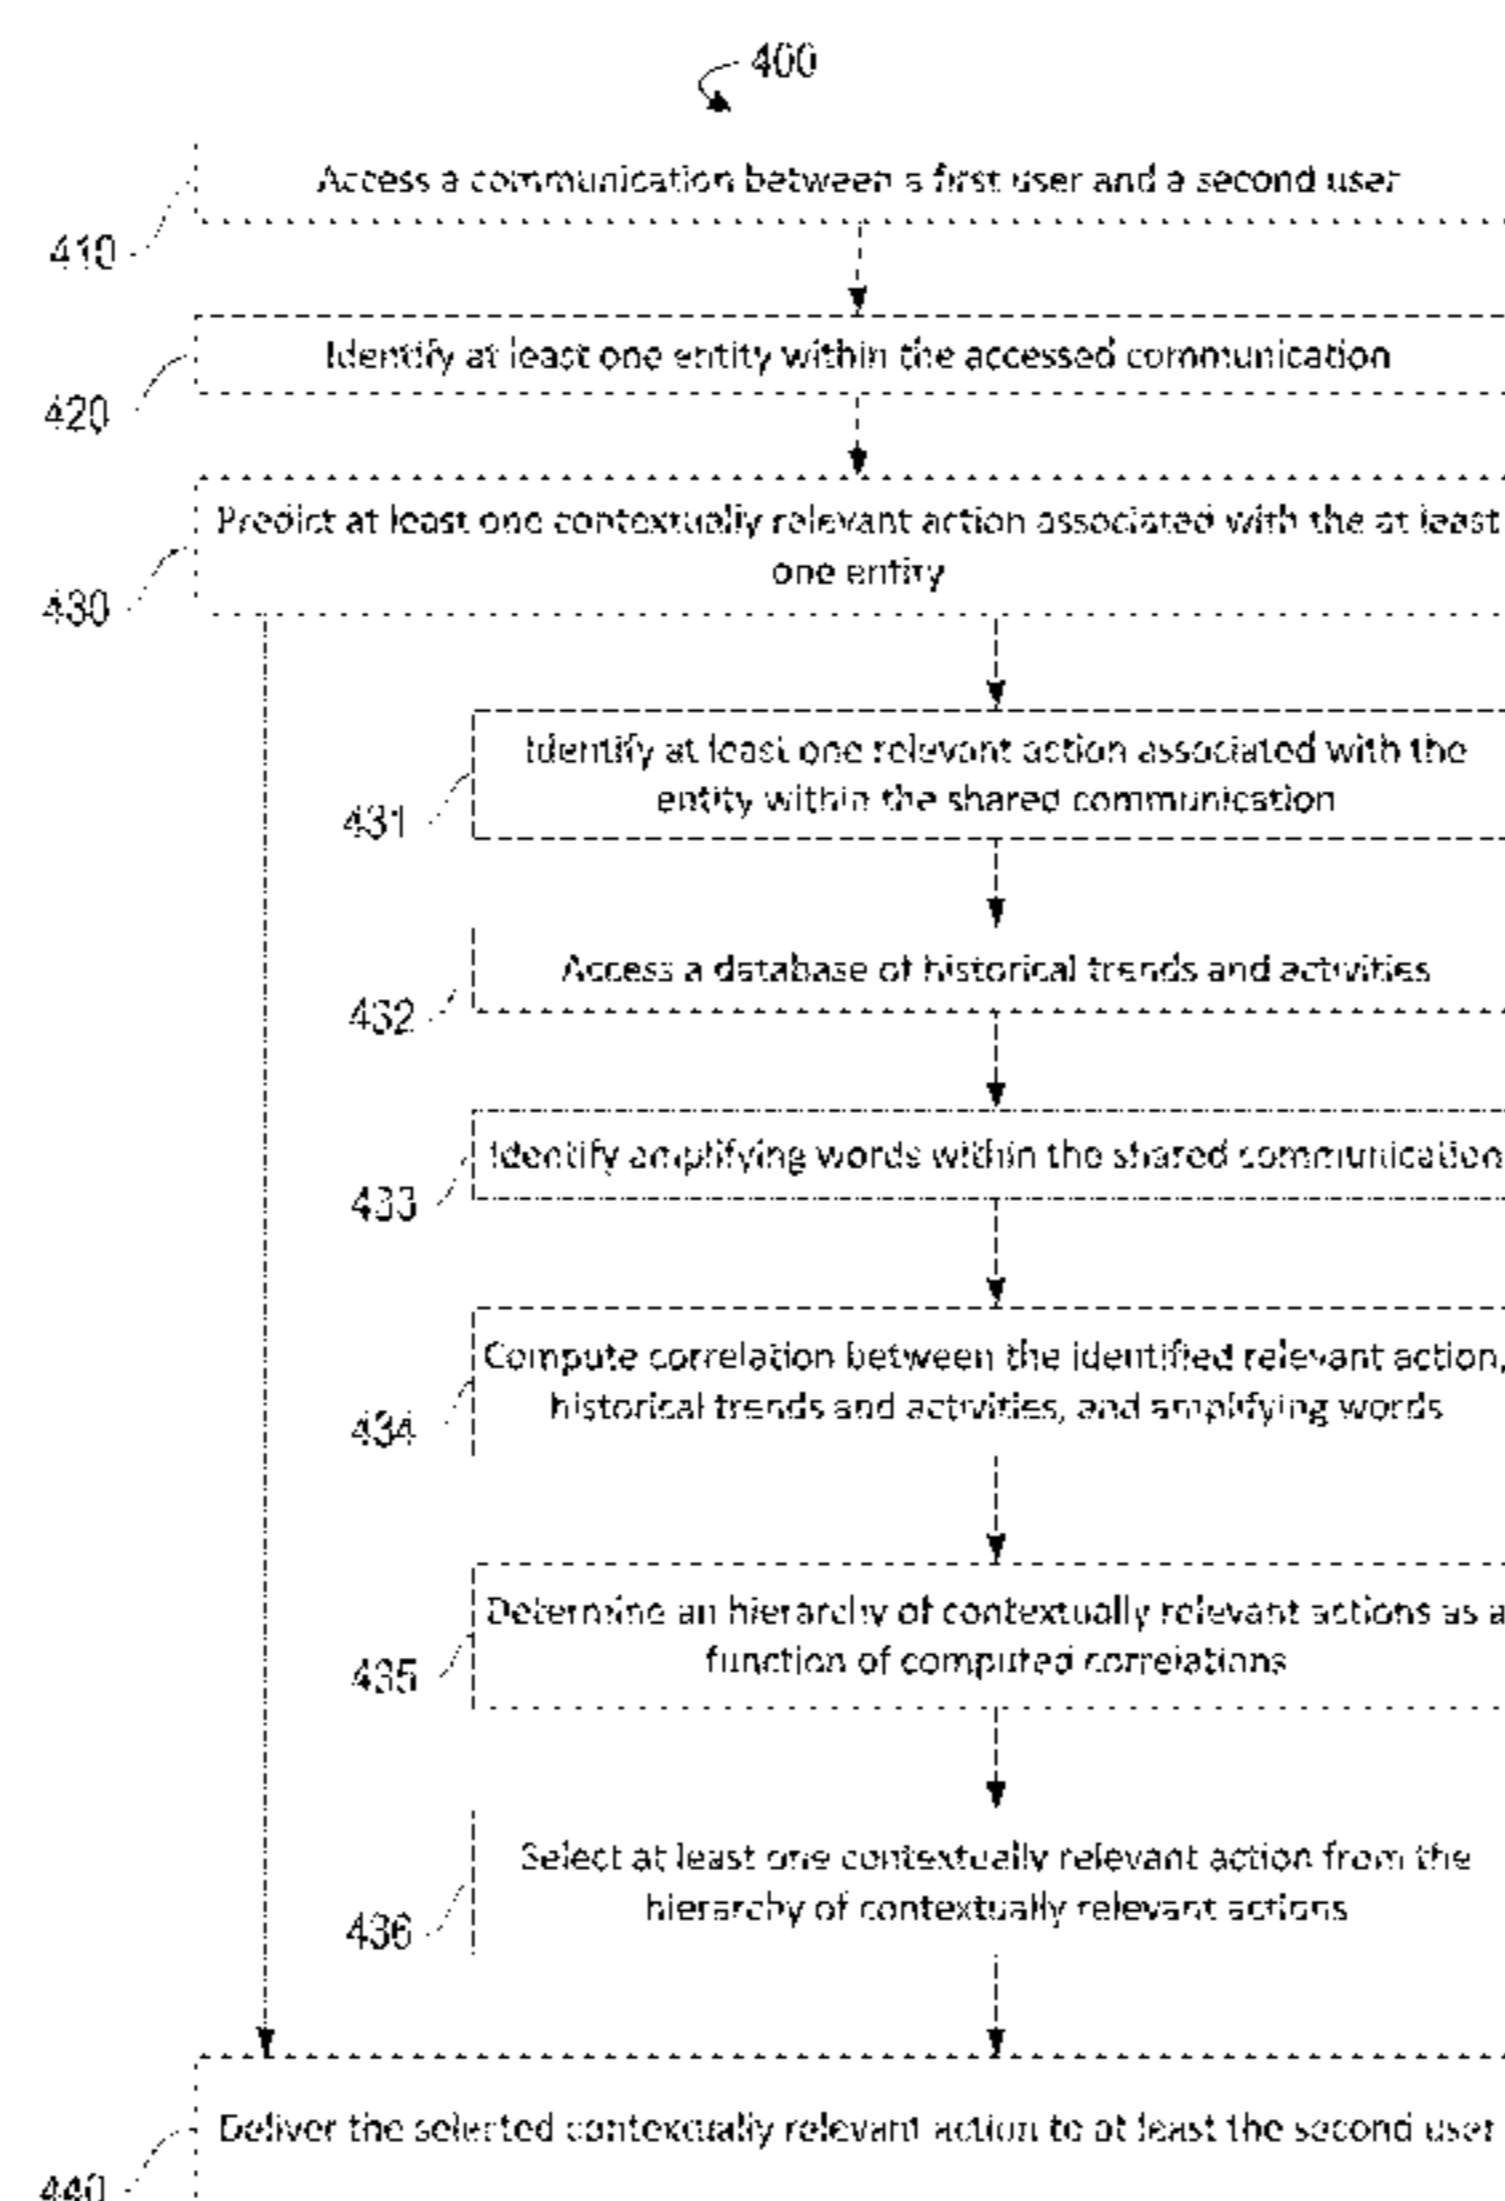 400
Access a communication between a first user and a second user
410
Identify at least one entity within the accessed communication
420
Predict at least one contextually relevant action associated with the at least
one entity
430
Identify at least one relevant action associated with the
entity within the shared communication
431
Access a database of historical trends and activities
432
Identify amplifying words within the shared communication
433
Compute correlation between the identified relevant action,
historical trends and activities, and amplifying words
434
Determine an hierarchy of contextually relevant actions as a
function of computed correlations
435
Select at least one contextually relevant action from the
hierarchy of contextually relevant actions
436
Deliver the selected contextually relevant action to at least the second user
440